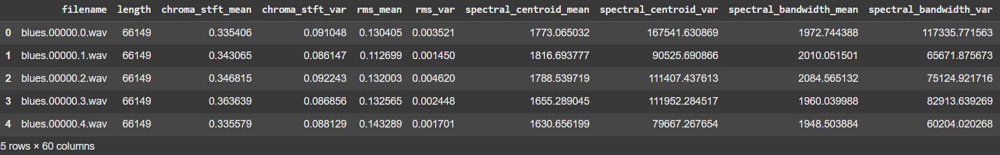 filename length chroma_stft_mean chroma_stft_var rms_mean rms_var spectral_centroid_mean spectral_centroid_var spectral_bandwidth_mean spectral_bandwidth_var
0 blues.00000.0.wav 66149 0.335406 0.091048 0.130405 0.003521 1773.065032 167541.630869 1972.744388 117335.771563
1 blues.00000.1.wav 66149 0.343065 0.086147 0.112699 0.001450 1816.693777 90525.690866 2010.051501 65671.875673
2 blues.00000.2.wav 66149 0.346815 0.092243 0.132003 0.004620 1788.539719 111407.437613 2084.565132 75124.921716
3 blues.00000.3.wav 66149 0.363639 0.086856 0.132565 0.002448 1655.289045 111952.284517 1960.039988 82913.639269
4 blues.00000.4.wav 66149 0.335579 0.088129 0.143289 0.001701 1630.656199 79667.267654 1948.503884 60204.020268
5 rows × 60 columns